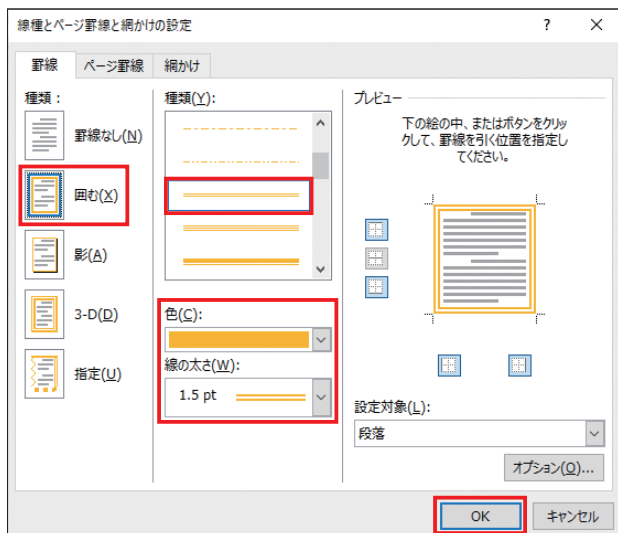 線種とページ罫線と網かけの設定
?
罫線
ページ罫線
網かけ
種類：
罫線なし(N)
囲む(X)
影(A)
3-D(D)
指定(U)
種類(Y):
色(C):
線の太さ(W):
1.5 pt
プレビュー
下の絵の中、またはボタンをクリッ
クして、罫線を引く位置を指定し
てください。
設定対象(L):
段落
オプション(O)...
OK
キャンセル